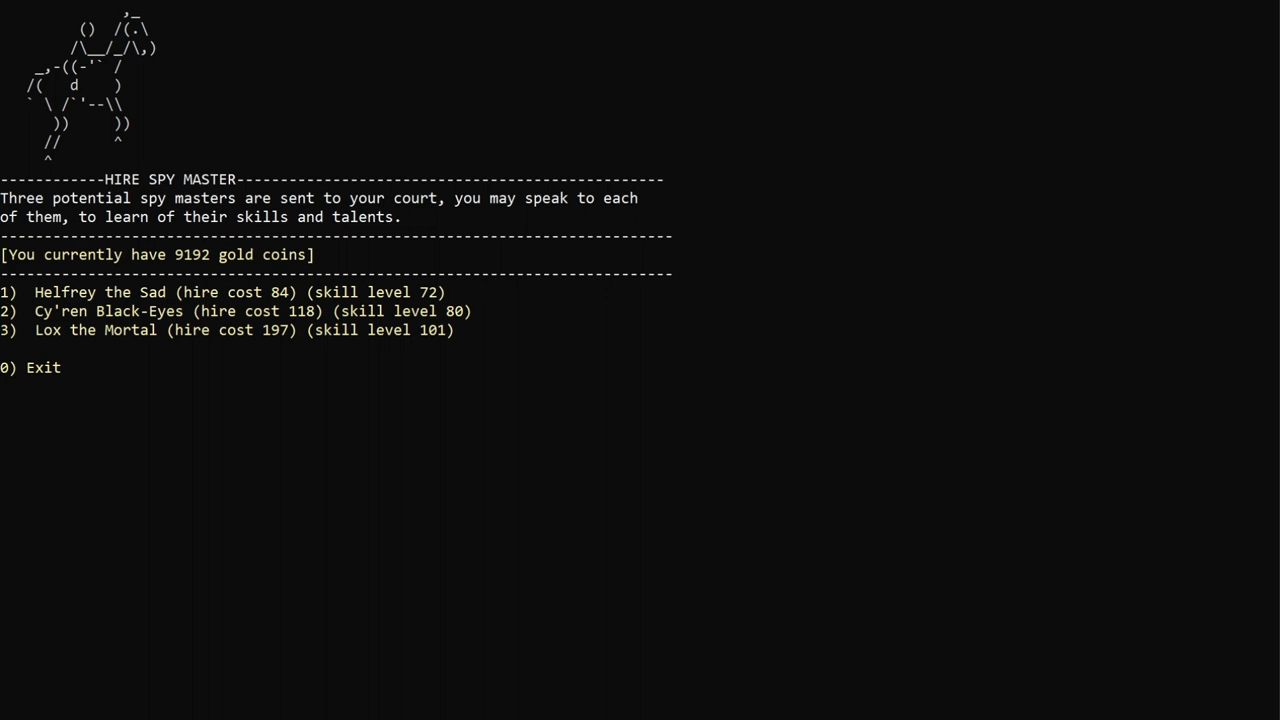 ------------HIRE SPY MASTER-------------------------------------------------
Three potential spy masters are sent to your court, you may speak to each
of them, to learn of their skills and talents.
-----------------------------------------------------------------------------
[You currently have 9192 gold coins]
-----------------------------------------------------------------------------
1)  Helfrey the Sad (hire cost 84) (skill level 72)
2)  Cy'ren Black-Eyes (hire cost 118) (skill level 80)
3)  Lox the Mortal (hire cost 197) (skill level 101)
0) Exit